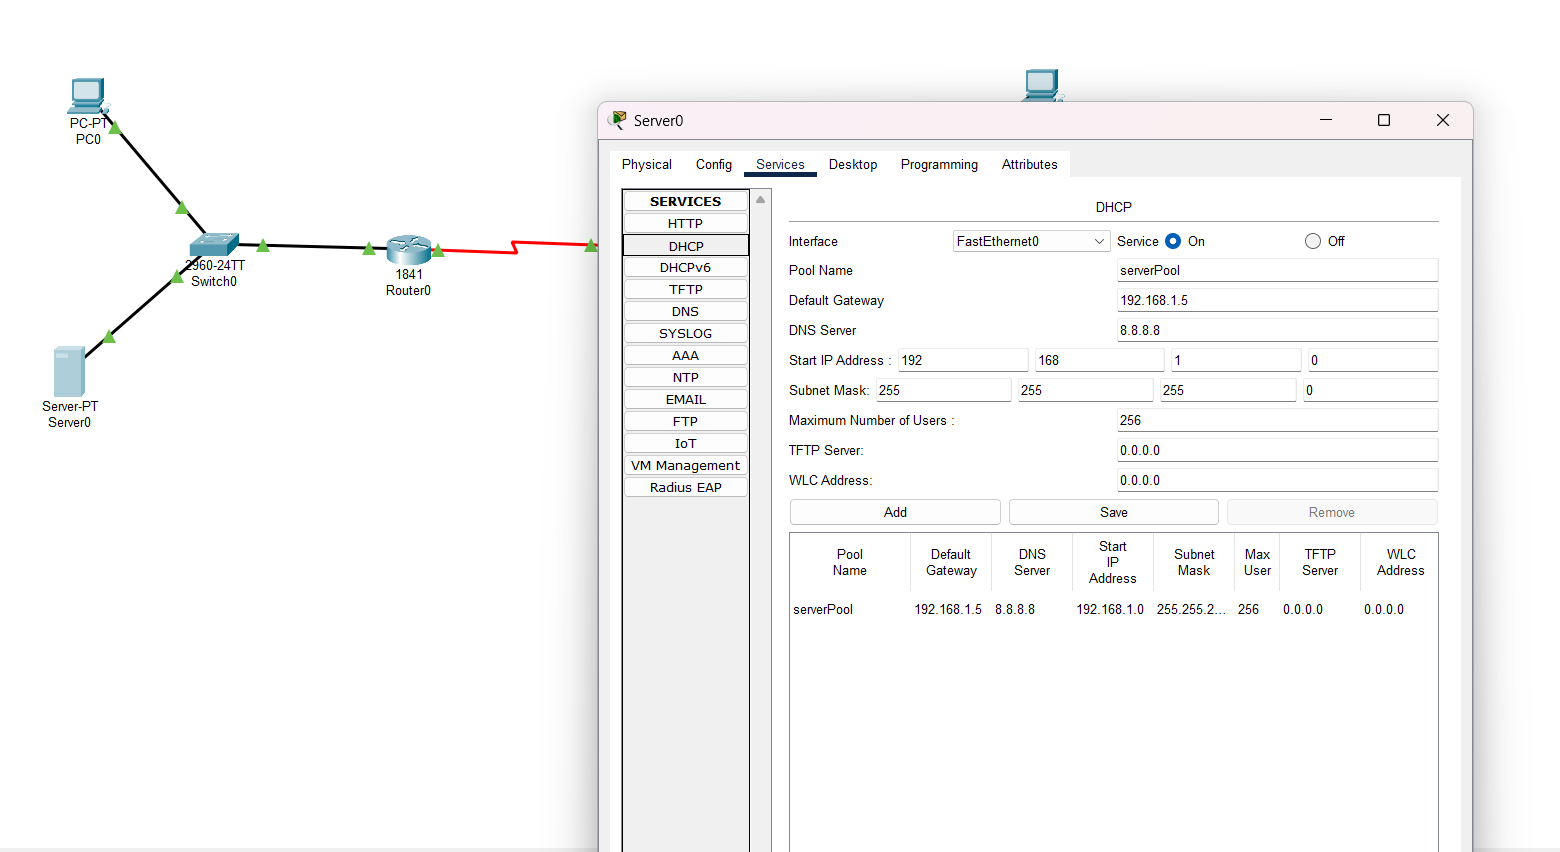 PC-PT
PC0
2960-24TT
Switch0
1841
Router0
Server-PT
Server0
Server0
Physical Config Services Desktop Programming Attributes
SERVICES
HTTP
DHCP
DHCPv6
TFTP
DNS
SYSLOG
AAA
NTP
EMAIL
FTP
IoT
VM Management
Radius EAP
DHCP
Interface FastEthernet0 Service On Off
Pool Name serverPool
Default Gateway 192.168.1.5
DNS Server 8.8.8.8
Start IP Address : 192 168 1 0
Subnet Mask: 255 255 255 0
Maximum Number of Users : 256
TFTP Server: 0.0.0.0
WLC Address: 0.0.0.0
Add Save Remove
Pool Name Default Gateway DNS Server Start IP Address Subnet Mask Max User TFTP Server WLC Address
serverPool 192.168.1.5 8.8.8.8 192.168.1.0 255.255.2... 256 0.0.0.0 0.0.0.0